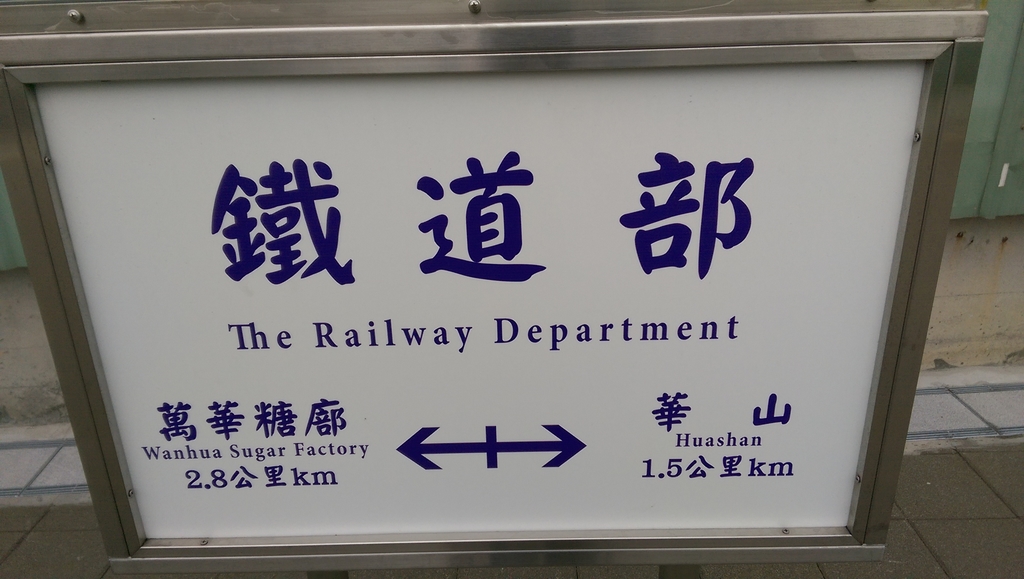 鐵道部
The Railway Department
萬華糖廍
Wanhua Sugar Factory
2.8公里km
華山
Huashan
1.5公里km